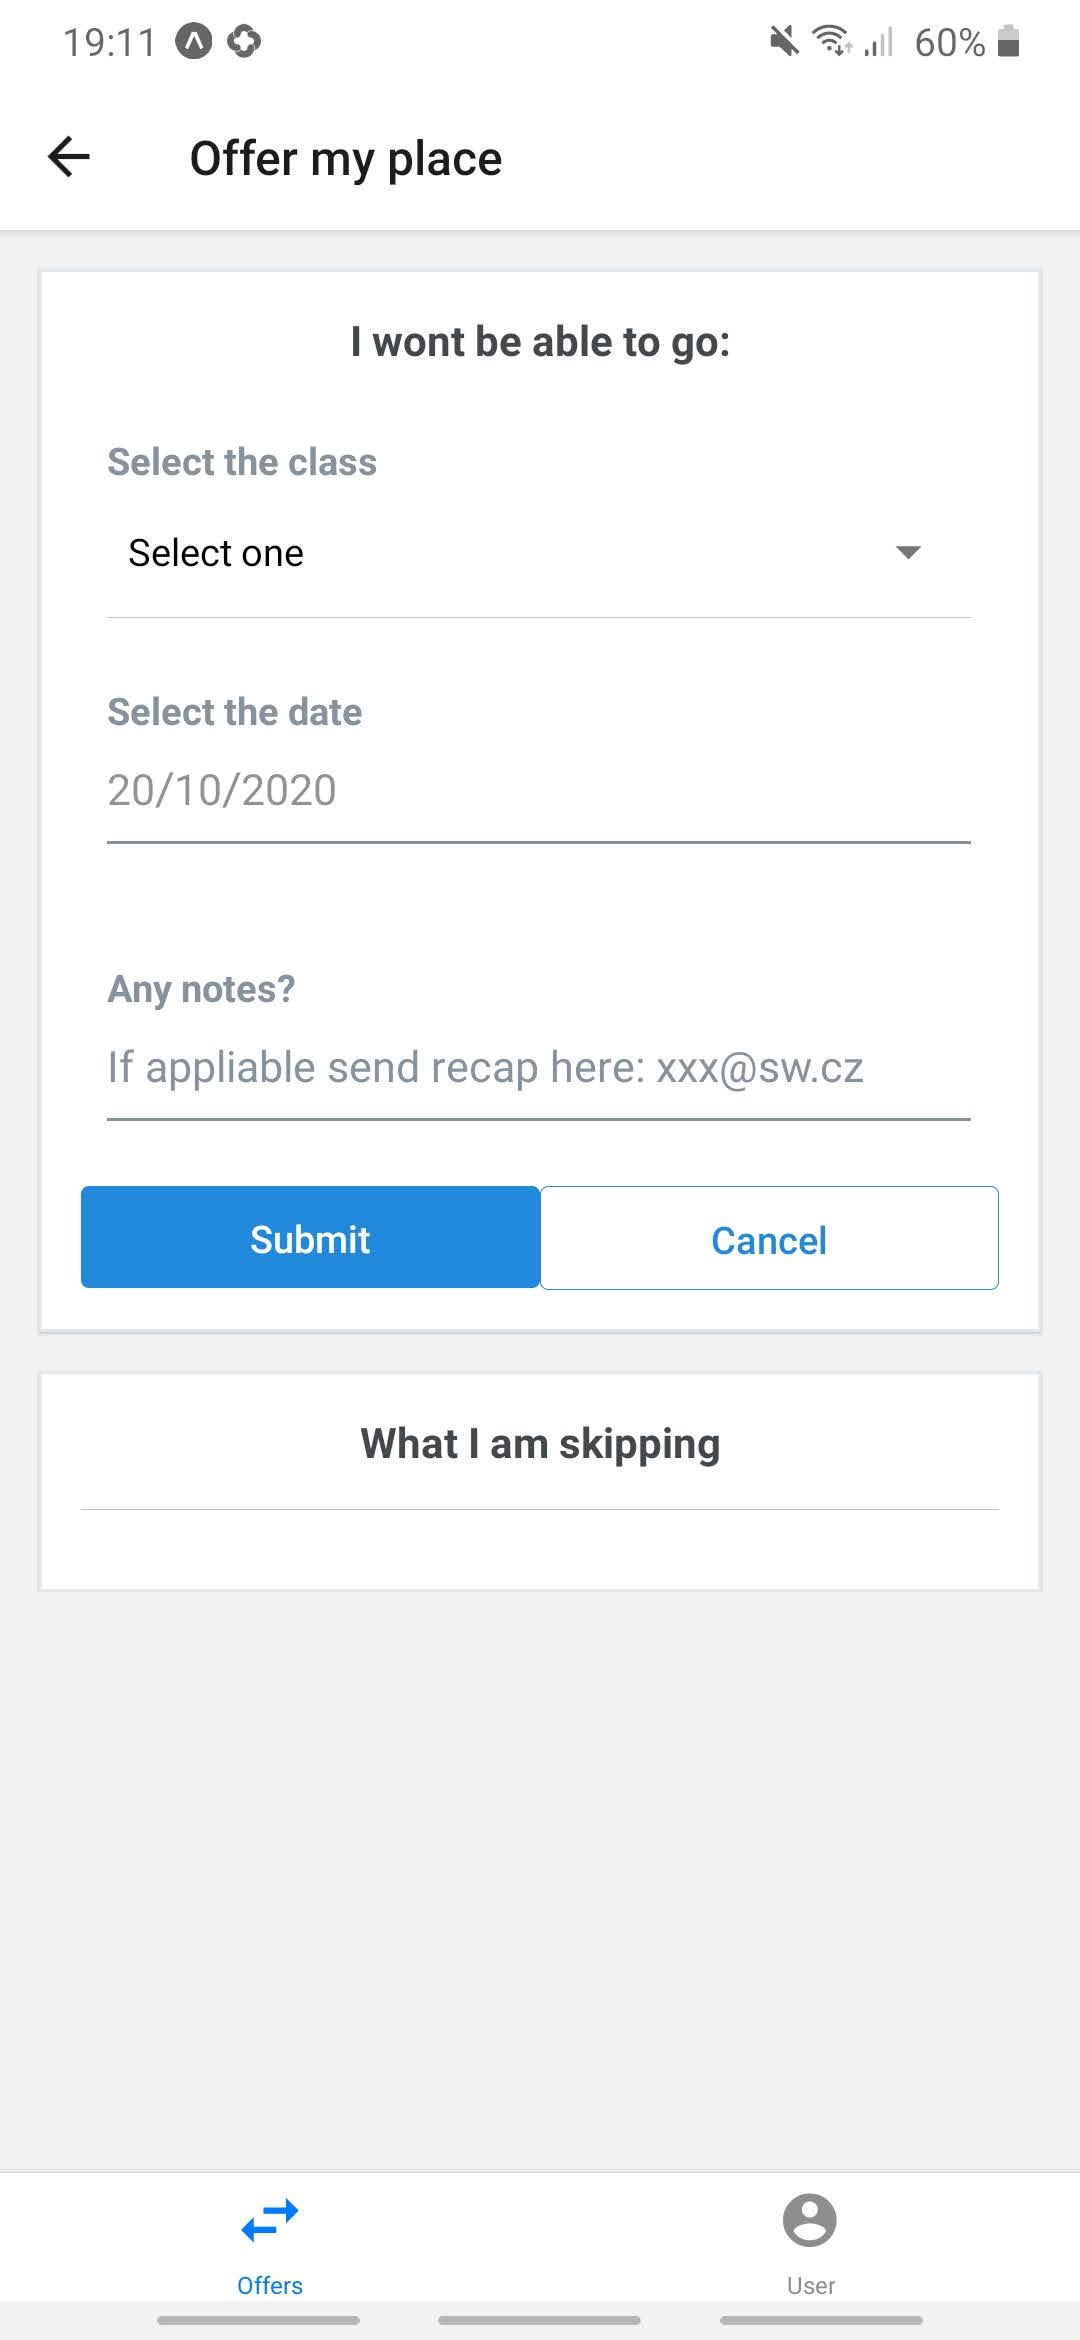 19:11 60%
Offer my place
I wont be able to go:
Select the class
Select one
Select the date
20/10/2020
Any notes?
If appliable send recap here: xxx@sw.cz
Submit Cancel
What I am skipping
Offers User